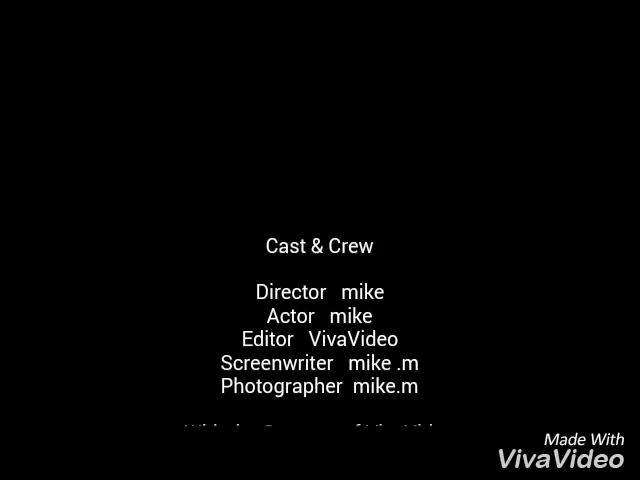 Cast & Crew
Director mike
Actor mike
Editor VivaVideo
Screenwriter mike .m
Photographer mike.m
Made With
VivaVideo